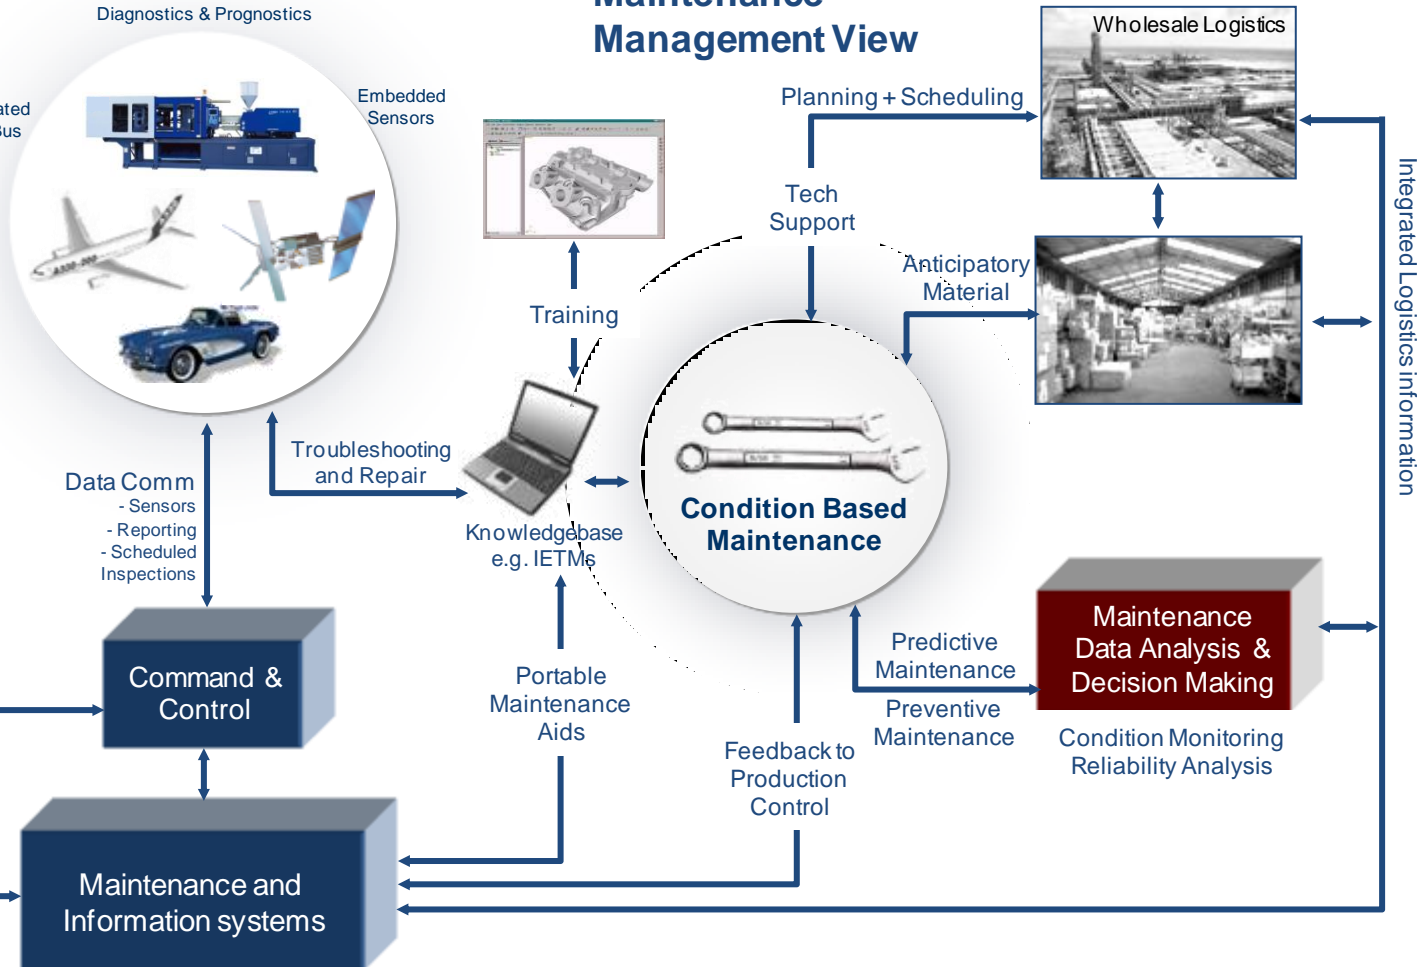 Diagnostics & Prognostics
Maintenance
Management View
Wholesale Logistics
Embedded
Sensors
Bus
Planning + Scheduling
Tech
Support
Anticipatory
Material
Integrated Logistics information
Training
Troubleshooting
and Repair
Data Comm
- Sensors
- Reporting
- Scheduled
Inspections
Knowledgebase
e.g. IETMs
Condition Based
Maintenance
Command &
Control
Portable
Maintenance
Aids
Predictive
Maintenance
Preventive
Maintenance
Maintenance
Data Analysis &
Decision Making
Condition Monitoring
Reliability Analysis
Feedback to
Production
Control
Maintenance and
Information systems